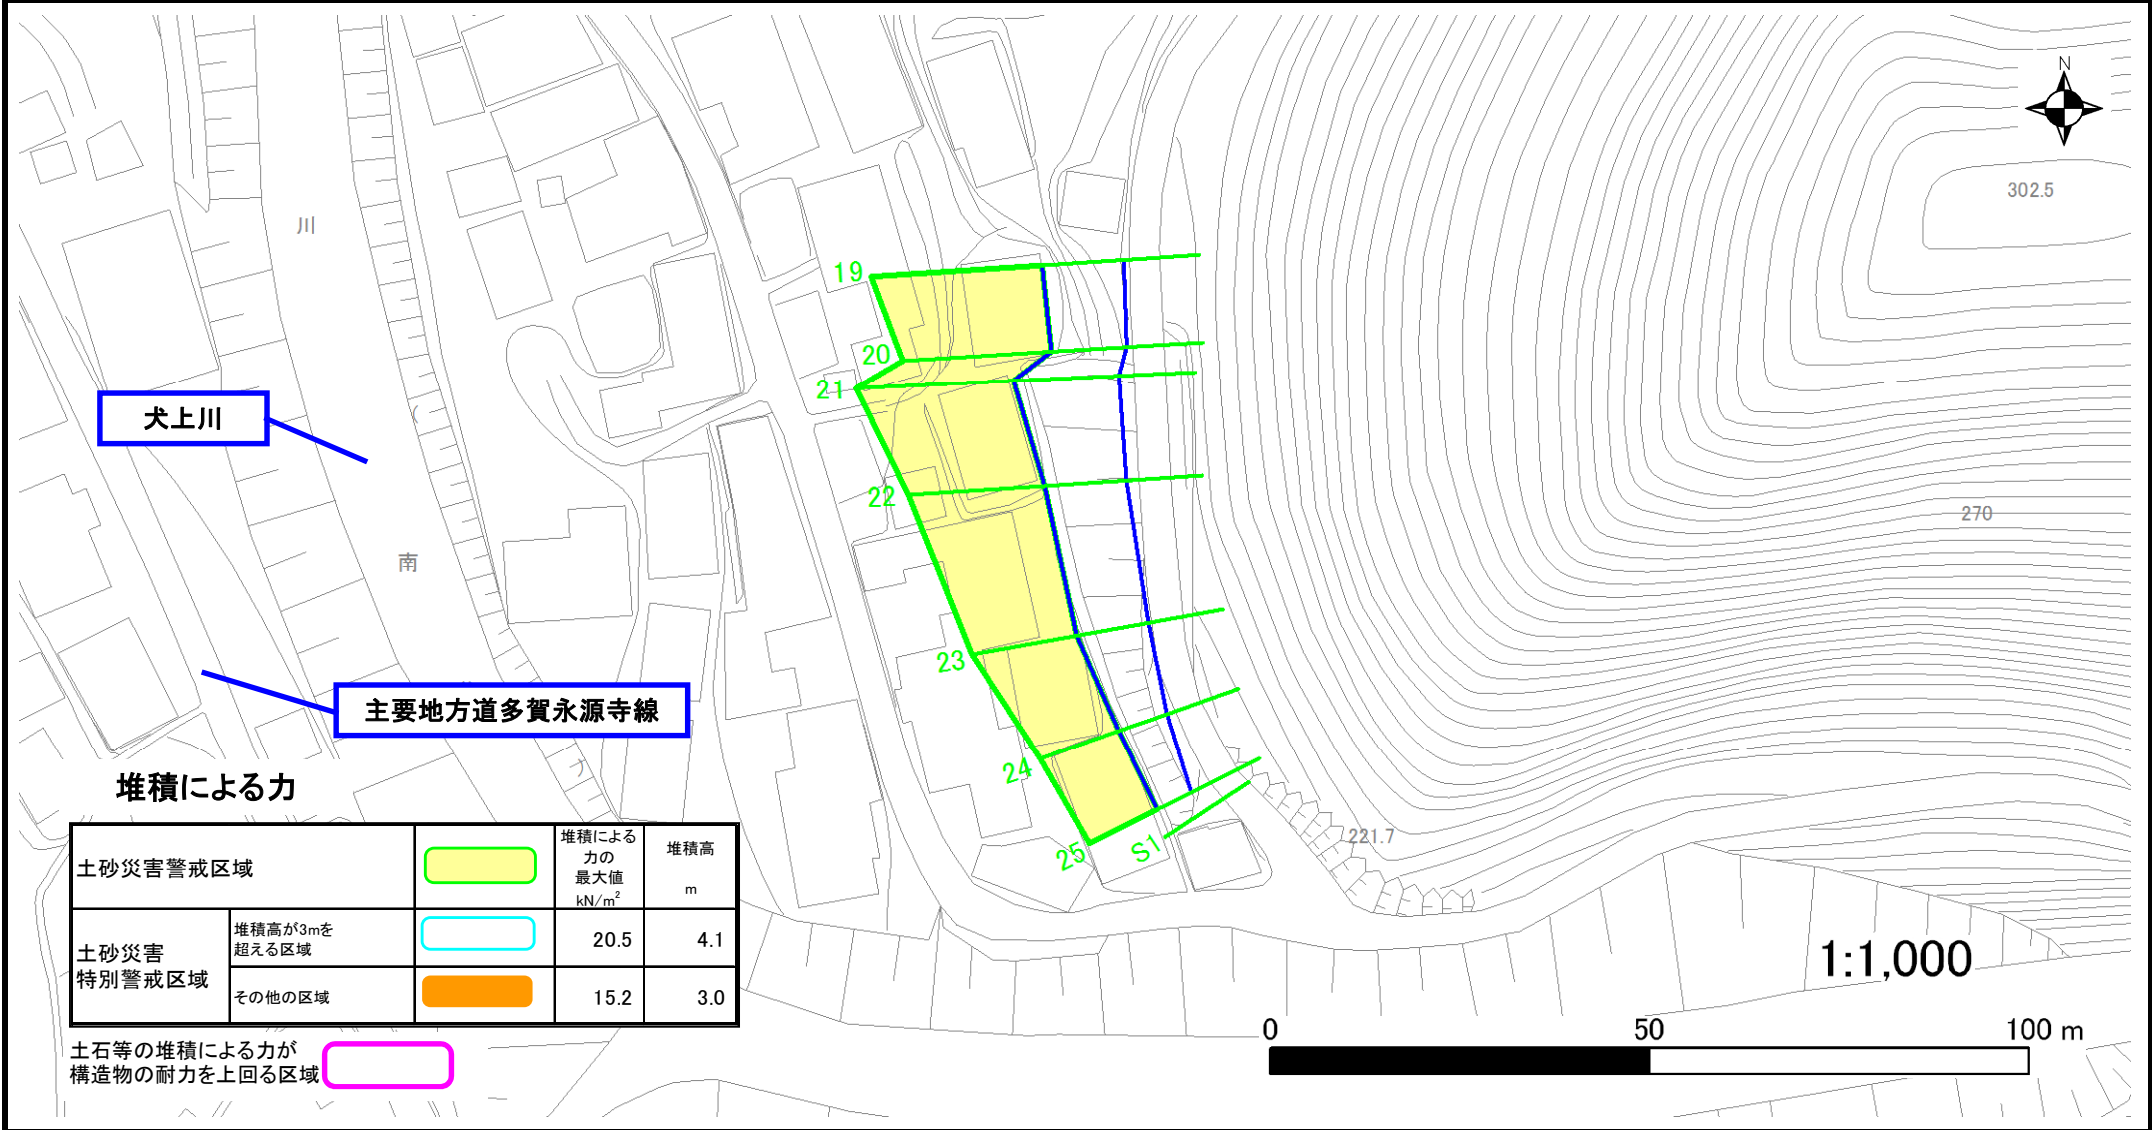 N
302.5
川
19
20
21
犬上川
22
270
南
23
主要地方道多賀永源寺線
24
堆積による力
221.7
25
S1
土砂災害警戒区域
堆積による
力の
最大値
kN/m²
堆積高
m
土砂災害
特別警戒区域
堆積高が3mを
超える区域
20.5
4.1
その他の区域
15.2
3.0
1:1,000
0
50
100 m
土石等の堆積による力が
構造物の耐力を上回る区域